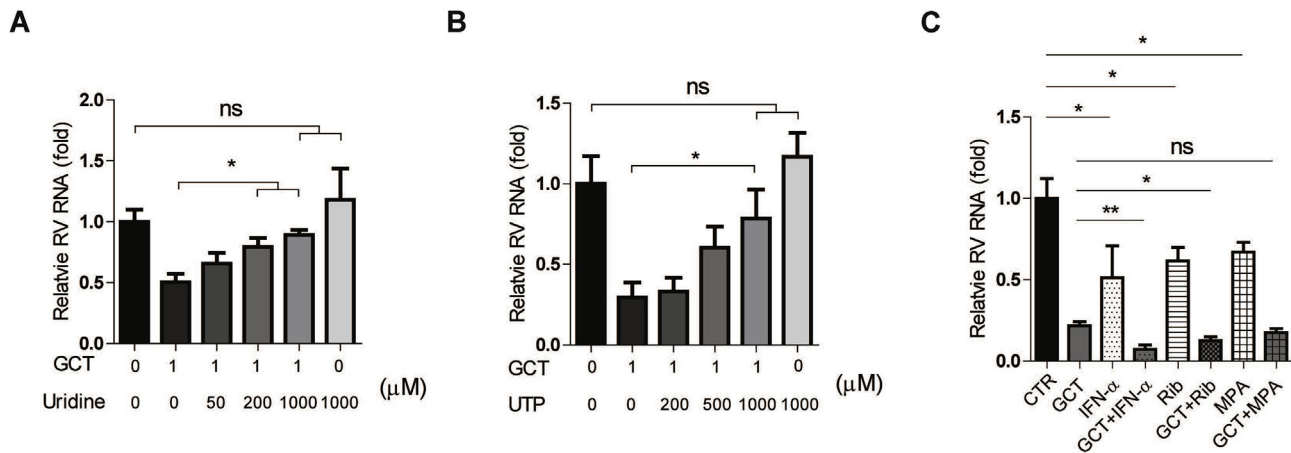 A
Relatvie RV RNA (fold)
2.0
1.5
1.0
0.5
0.0
ns
*
GCT 0 1 1 1 1 0
Uridine 0 0 50 200 1000 1000
(μM)
B
Relatvie RV RNA (fold)
1.5
1.0
0.5
0.0
ns
*
GCT 0 1 1 1 1 0
UTP 0 0 200 500 1000 1000
(μM)
C
Relatvie RV RNA (fold)
1.5
1.0
0.5
0.0
*
*
*
ns
*
**
CTR
GCT
IFN-α
GCT+IFN-α
Rib
GCT+Rib
MPA
GCT+MPA